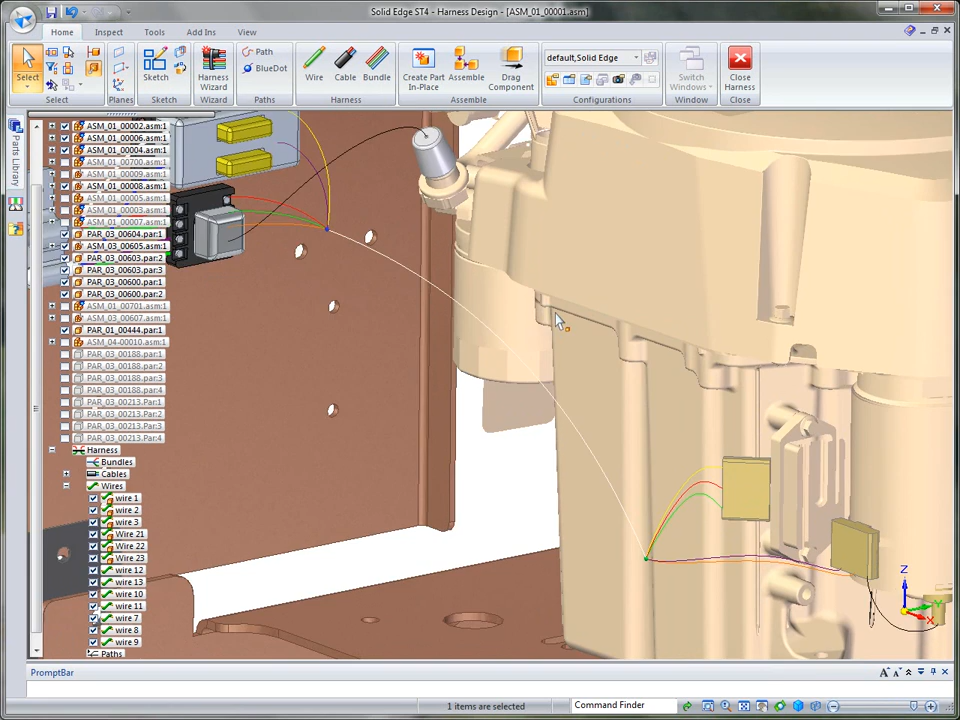 Solid Edge ST4 - Harness Design - [ASM_01_00001.asm]
Home Inspect Tools Add Ins View
Select
Select
Planes
Sketch
Sketch
Harness Wizard
Wizard
Path
BlueDot
Paths
Wire Cable Bundle
Harness
Create Part In-Place
Assemble
Drag Component
Assemble
default,Solid Edge
Configurations
Switch Windows
Window
Close Harness
Close
Parts Library
ASM_01_00002.asm:1
ASM_01_00006.asm:1
ASM_01_00004.asm:1
ASM_01_00700.asm:1
ASM_01_00009.asm:1
ASM_01_00008.asm:1
ASM_01_00005.asm:1
ASM_01_00003.asm:1
ASM_01_00007.asm:1
PAR_03_00604.par:1
ASM_03_00605.asm:1
PAR_03_00603.par:2
PAR_03_00603.par:3
PAR_03_00600.par:1
PAR_03_00600.par:2
ASM_01_00701.asm:1
ASM_03_00607.asm:1
PAR_01_00444.par:1
ASM_04-00010.asm:1
PAR_03_00188.par:1
PAR_03_00188.par:2
PAR_03_00188.par:3
PAR_03_00188.par:4
PAR_03_00213.Par:1
PAR_03_00213.Par:2
PAR_03_00213.Par:3
PAR_03_00213.Par:4
Harness
Bundles
Cables
Wires
wire 1
wire 2
wire 3
Wire 21
Wire 22
Wire 23
wire 12
wire 13
wire 10
wire 11
wire 7
wire 8
wire 9
Paths
Z
Y
X
PromptBar
1 items are selected
Command Finder